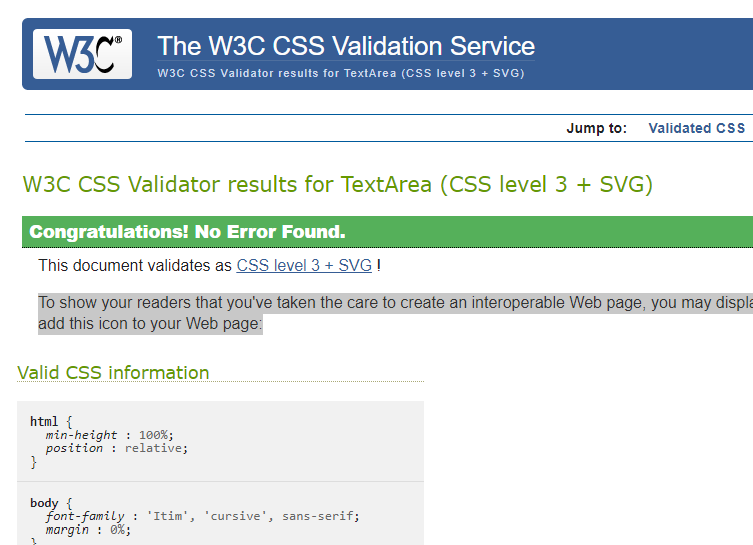 W3C®
The W3C CSS Validation Service
W3C CSS Validator results for TextArea (CSS level 3 + SVG)
Jump to: Validated CSS
W3C CSS Validator results for TextArea (CSS level 3 + SVG)
Congratulations! No Error Found.
This document validates as CSS level 3 + SVG !
To show your readers that you've taken the care to create an interoperable Web page, you may
add this icon to your Web page:
Valid CSS information
html {
min-height : 100%;
position : relative;
}
body {
font-family : 'Itim', 'cursive', sans-serif;
margin : 0%;
}